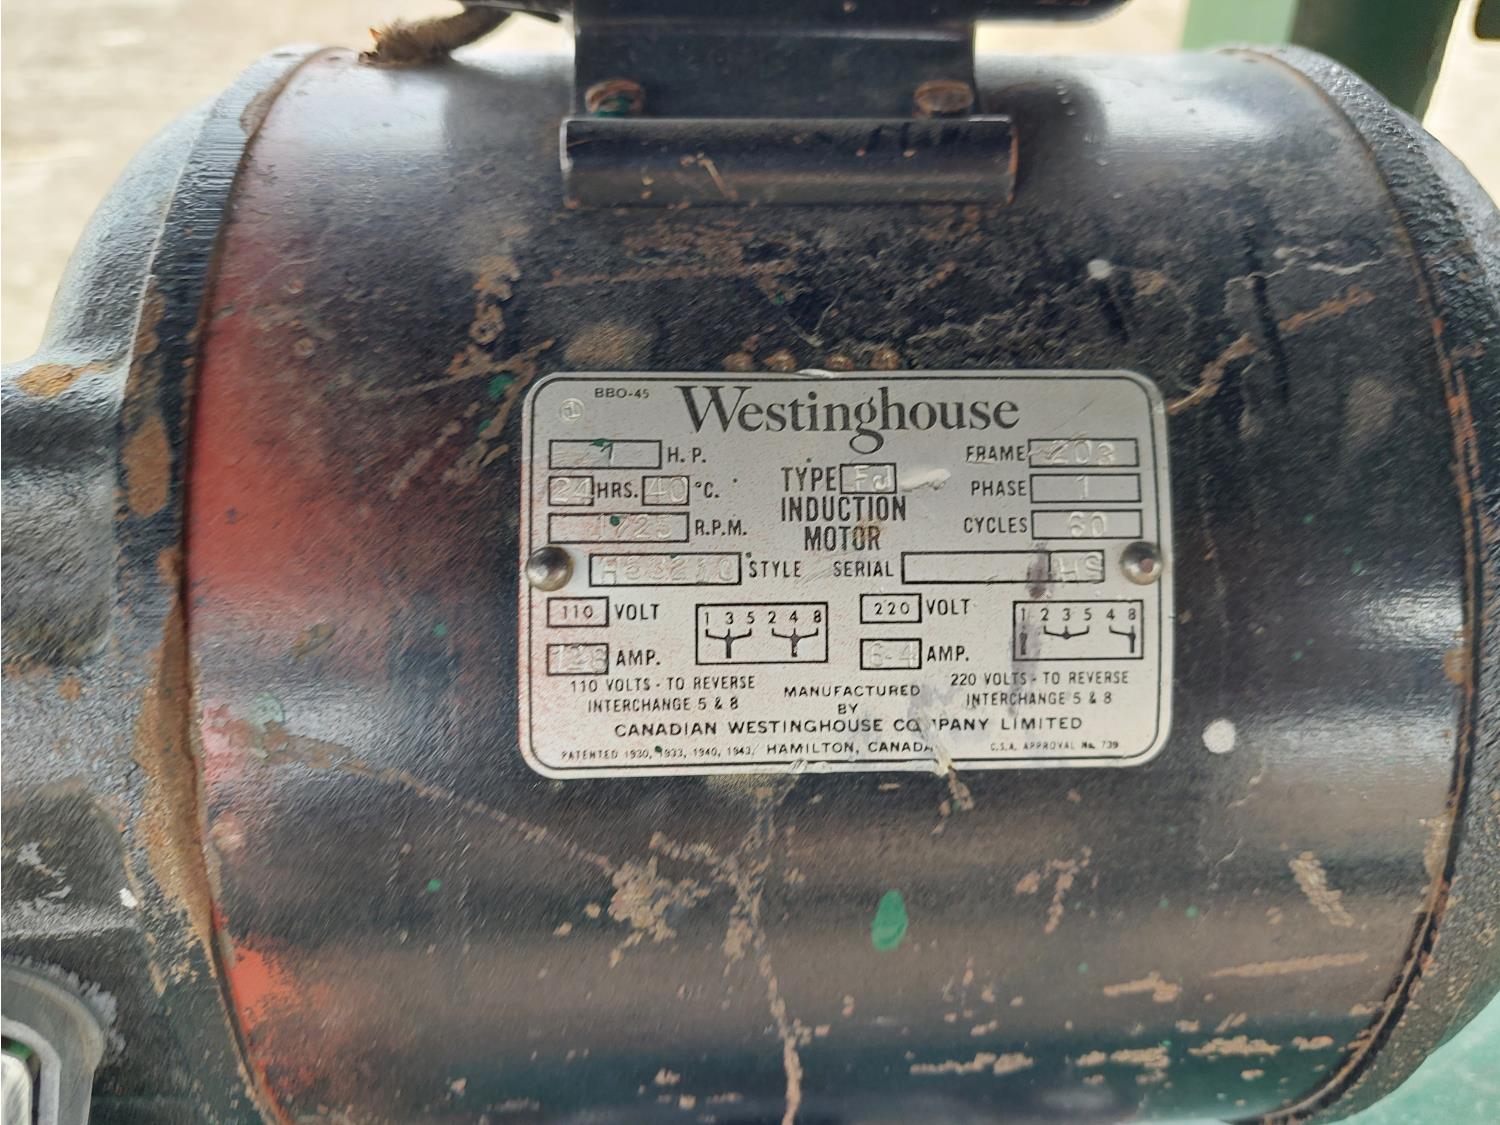 BBO-45
1
Westinghouse
1 H.P.
24 HRS. 40 °C.
1725 R.P.M.
TYPE FJ
INDUCTION
MOTOR
FRAME
PHASE 1
CYCLES 60
STYLE
SERIAL HS
110 VOLT
AMP.
1 3 5 2 4 8
110 VOLTS - TO REVERSE
INTERCHANGE 5 & 8
220 VOLT
6-4 AMP.
1 2 3 5 4 8
220 VOLTS - TO REVERSE
INTERCHANGE 5 & 8
MANUFACTURED
BY
CANADIAN WESTINGHOUSE COMPANY LIMITED
PATENTED 1930, 1933, 1940, 1943, HAMILTON, CANADA
C.S.A. APPROVAL No. 739